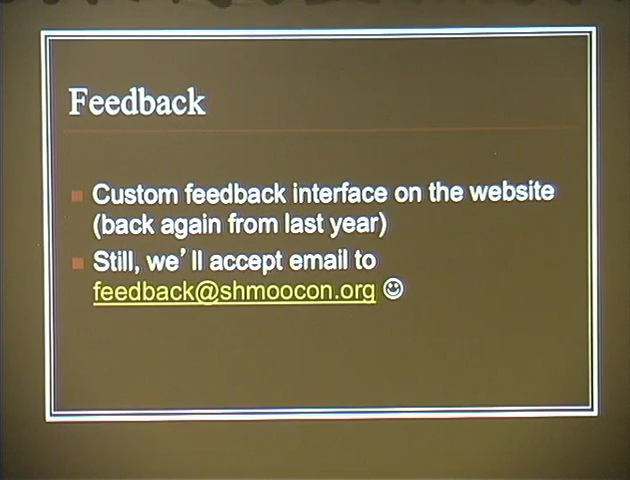 Feedback
Custom feedback interface on the website
(back again from last year)
Still, we'll accept email to
feedback@shmoocon.org ☺